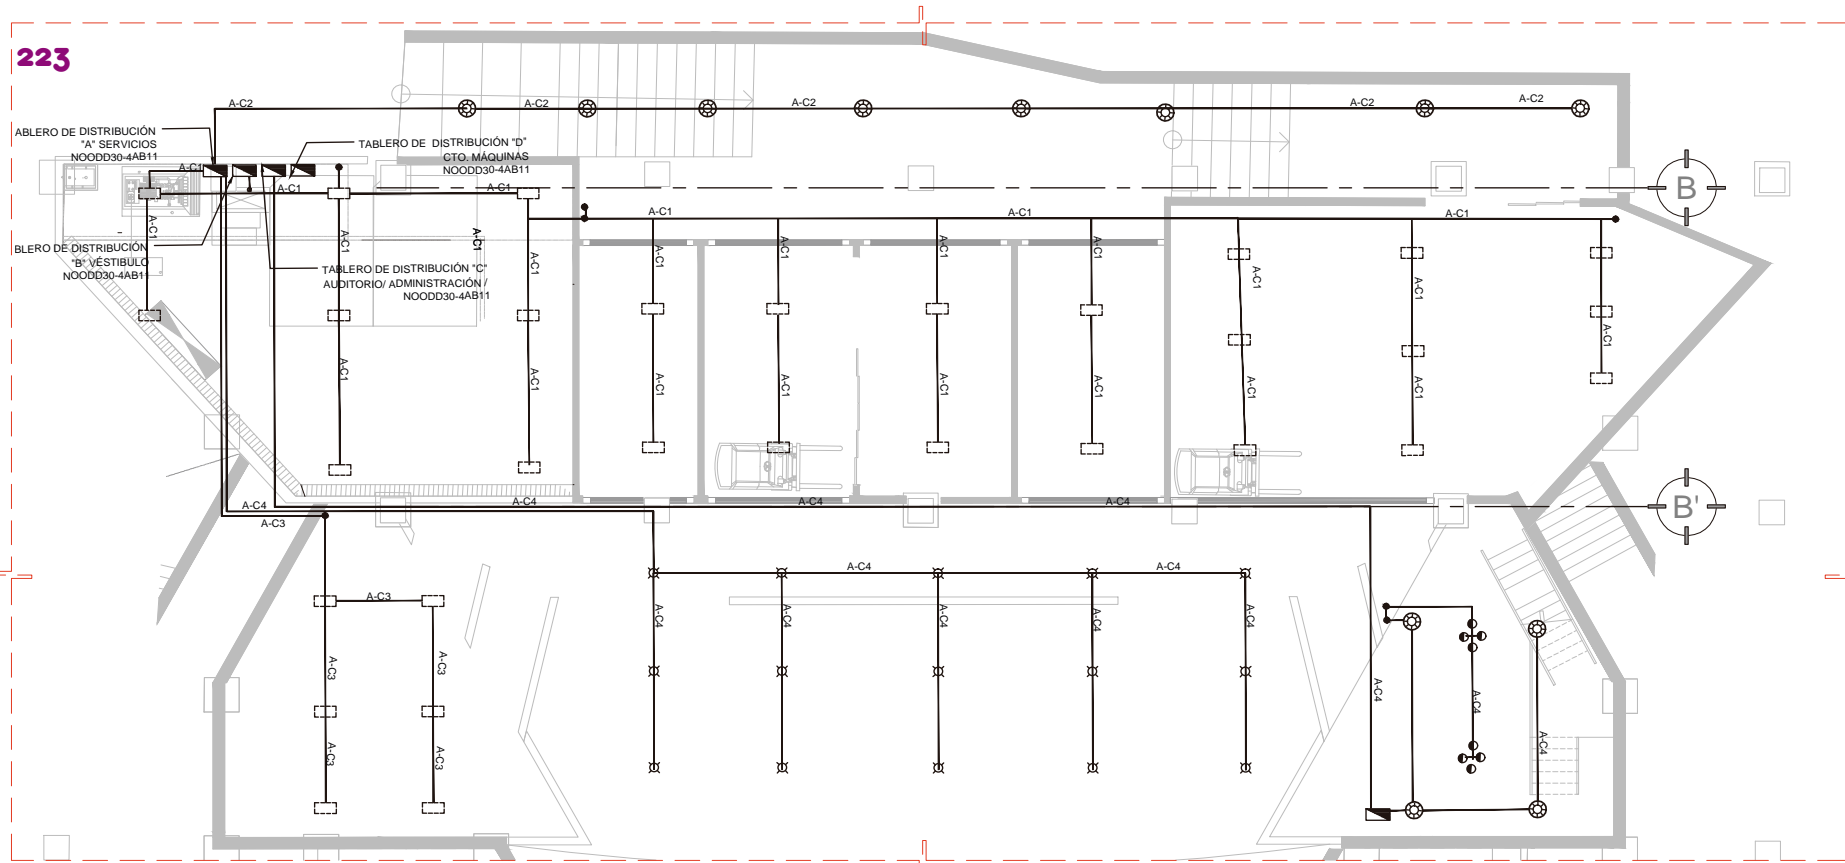 223
A-C2
A-C2
A-C2
A-C2
A-C2
ABLERO DE DISTRIBUCIÓN
"A" SERVICIOS
NOODD30-4AB11
TABLERO DE DISTRIBUCIÓN "D"
CTO. MÁQUINAS
NOODD30-4AB11
A-C1
A-C1
A-C1
B
A-C1
A-C1
A-C1
A-C1
A-C1
A-C1
A-C1
A-C1
A-C1
A-C1
A-C1
BLERO DE DISTRIBUCIÓN
"B" VÉSTIBULO
NOODD30-4AB11
TABLERO DE DISTRIBUCIÓN "C"
AUDITORIO/ ADMINISTRACIÓN /
NOODD30-4AB11
A-C1
A-C1
A-C1
A-C1
A-C1
A-C1
A-C1
A-C1
A-C1
A-C1
A-C1
A-C1
A-C4
A-C4
A-C4
A-C4
B'
A-C3
A-C4
A-C4
A-C3
A-C4
A-C4
A-C4
A-C4
A-C4
A-C3
A-C3
A-C4
A-C4
A-C4
A-C3
A-C3